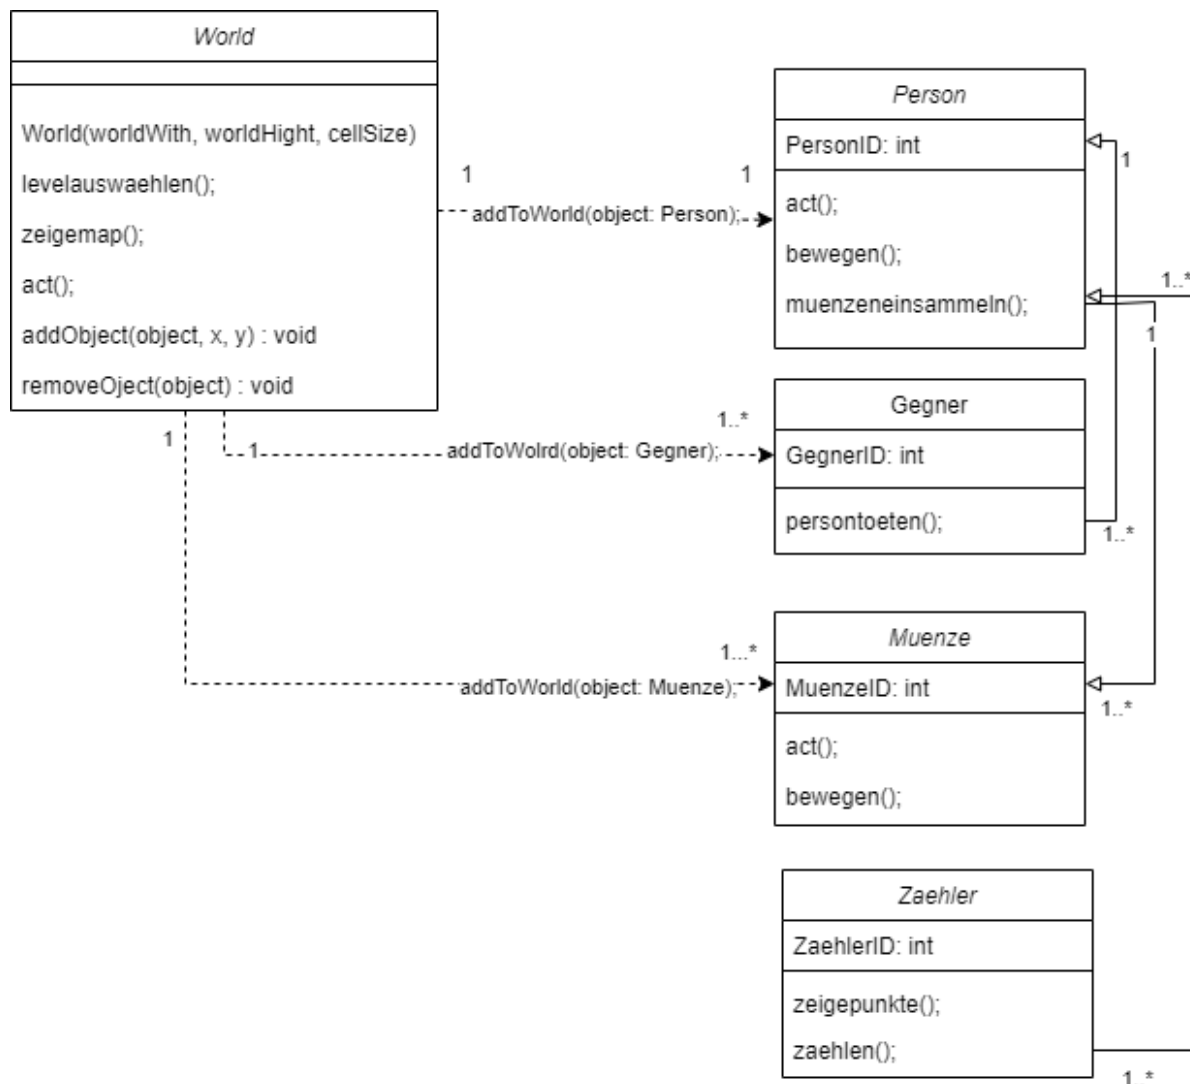 World
World(worldWith, worldHight, cellSize)
levelauswaehlen();
zeigemap();
act();
addObject(object, x, y) : void
removeOject(object) : void
1
1
addToWorld(object: Person);
Person
PersonID: int
act();
bewegen();
muenzeneinsammeln();
1
1..*
1
1
1
addToWolrd(object: Gegner);
1..*
Gegner
GegnerID: int
persontoeten();
1..*
1...*
addToWorld(object: Muenze);
Muenze
MuenzeID: int
act();
bewegen();
1..*
Zaehler
ZaehlerID: int
zeigepunkte();
zaehlen();
1..*